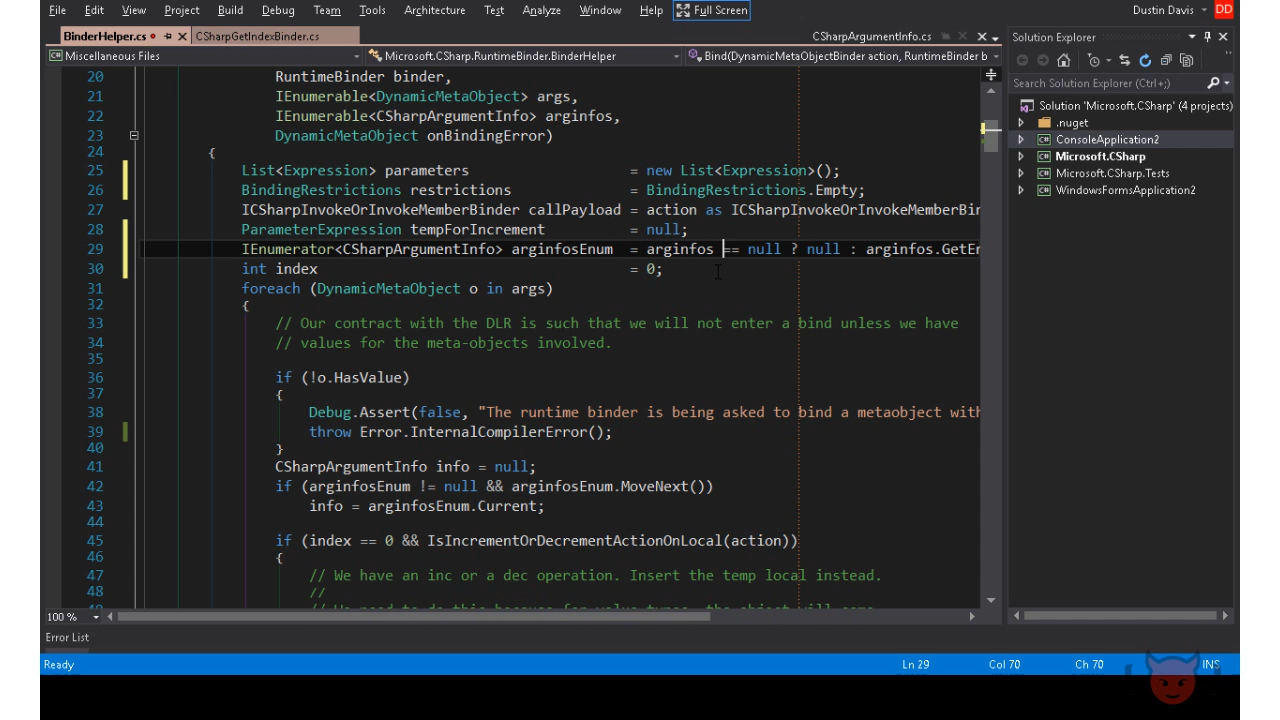 File Edit View Project Build Debug Team Tools Architecture Test Analyze Window Help Full Screen Dustin Davis DD
BinderHelper.cs CSharpGetIndexBinder.cs CSharpArgumentInfo.cs Solution Explorer
Miscellaneous Files Microsoft.CSharp.RuntimeBinder.BinderHelper Bind(DynamicMetaObjectBinder action, RuntimeBinder b
Search Solution Explorer (Ctrl+;)
Solution 'Microsoft.CSharp' (4 projects)
.nuget
ConsoleApplication2
Microsoft.CSharp
Microsoft.CSharp.Tests
WindowsFormsApplication2
20 RuntimeBinder binder,
21 IEnumerable<DynamicMetaObject> args,
22 IEnumerable<CSharpArgumentInfo> arginfos,
23 DynamicMetaObject onBindingError)
24 {
25 List<Expression> parameters = new List<Expression>();
26 BindingRestrictions restrictions = BindingRestrictions.Empty;
27 ICSharpInvokeOrInvokeMemberBinder callPayload = action as ICSharpInvokeOrInvokeMemberBin
28 ParameterExpression tempForIncrement = null;
29 IEnumerator<CSharpArgumentInfo> arginfosEnum = arginfos == null ? null : arginfos.GetEn
30 int index = 0;
31 foreach (DynamicMetaObject o in args)
32 {
33 // Our contract with the DLR is such that we will not enter a bind unless we have
34 // values for the meta-objects involved.
35
36 if (!o.HasValue)
37 {
38 Debug.Assert(false, "The runtime binder is being asked to bind a metaobject with
39 throw Error.InternalCompilerError();
40 }
41 CSharpArgumentInfo info = null;
42 if (arginfosEnum != null && arginfosEnum.MoveNext())
43 info = arginfosEnum.Current;
44
45 if (index == 0 && IsIncrementOrDecrementActionOnLocal(action))
46 {
47 // We have an inc or a dec operation. Insert the temp local instead.
48 //
100 %
Error List
Ready Ln 29 Col 70 Ch 70 INS